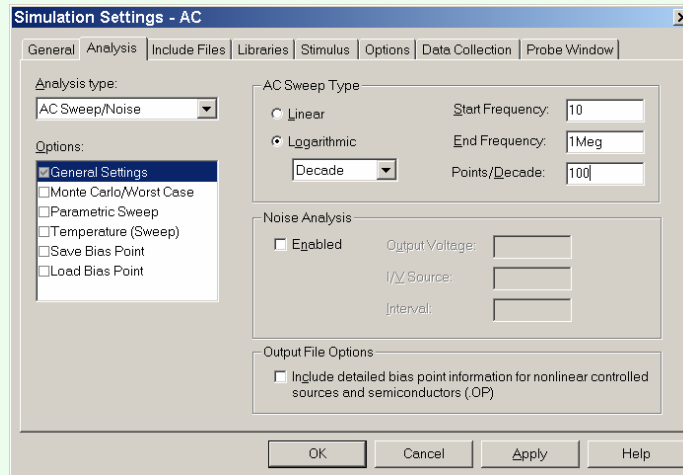 Simulation Settings - AC
General Analysis Include Files Libraries Stimulus Options Data Collection Probe Window
Analysis type:
AC Sweep/Noise
Options:
General Settings
Monte Carlo/Worst Case
Parametric Sweep
Temperature (Sweep)
Save Bias Point
Load Bias Point
AC Sweep Type
Linear
Logarithmic
Decade
Start Frequency: 10
End Frequency: 1Meg
Points/Decade: 100
Noise Analysis
Enabled
Output Voltage:
I/V Source:
Interval:
Output File Options
Include detailed bias point information for nonlinear controlled
sources and semiconductors (.OP)
OK Cancel Apply Help